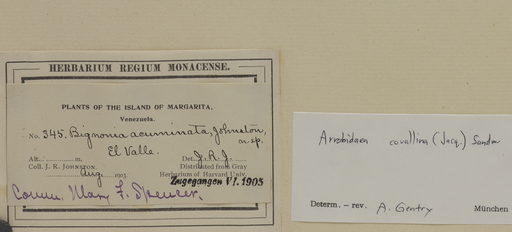 HERBARIUM REGIUM MONACENSE.
PLANTS OF THE ISLAND OF MARGARITA,
Venezuela.
No. 345. Bignonia acuminata, Johnston,
n. sp.
El Valle.
Alt. m. Det. J. R. J.
Coll. J. R. JOHNSTON. Distributed from Gray
Aug. 1903 Herbarium of Harvard Univ.
Zugegangen VI. 1905
Comm. Mary F. Spencer.
Arrabidaea corallina (Jacq.) Sandw
Determ. – rev. A. Gentry München